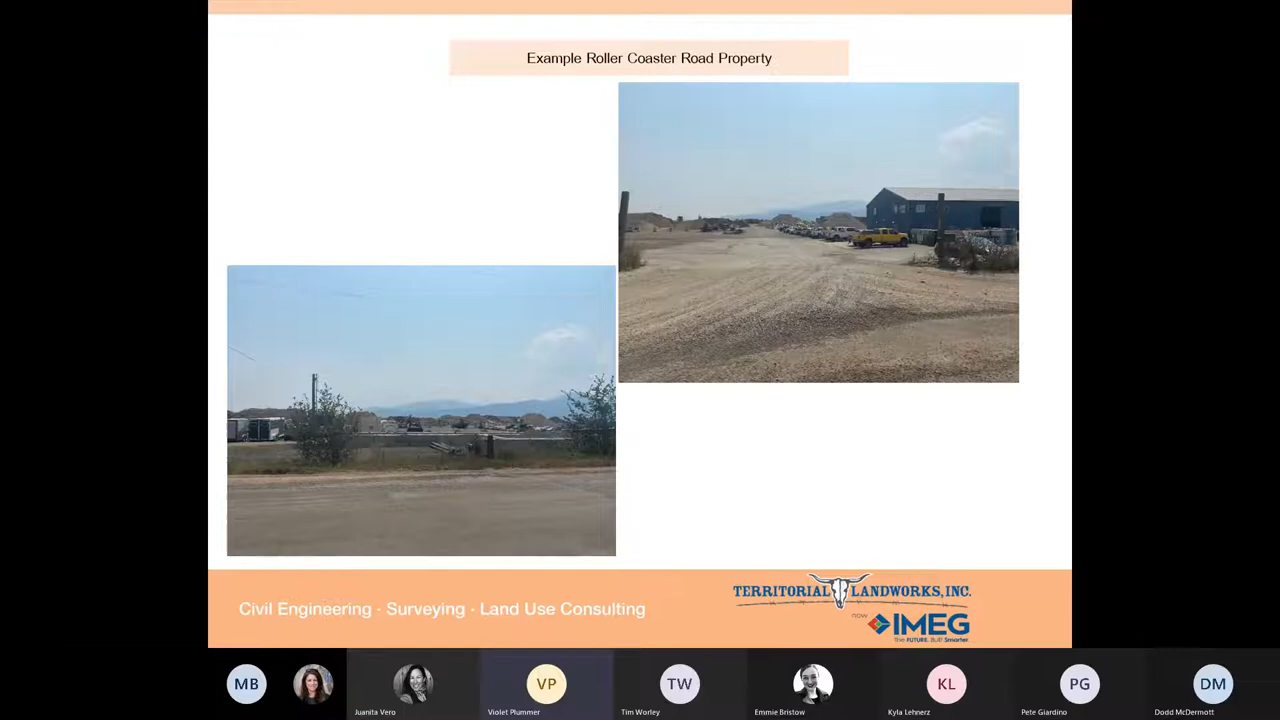 Example Roller Coaster Road Property
Civil Engineering · Surveying · Land Use Consulting
TERRITORIAL LANDWORKS, INC.
now IMEG
The FUTURE. Built Smarter.
MB
VP
TW
KL
PG
DM
Juanita Vero
Violet Plummer
Tim Worley
Emmie Bristow
Kyla Lehnerz
Pete Giardino
Dodd McDermott